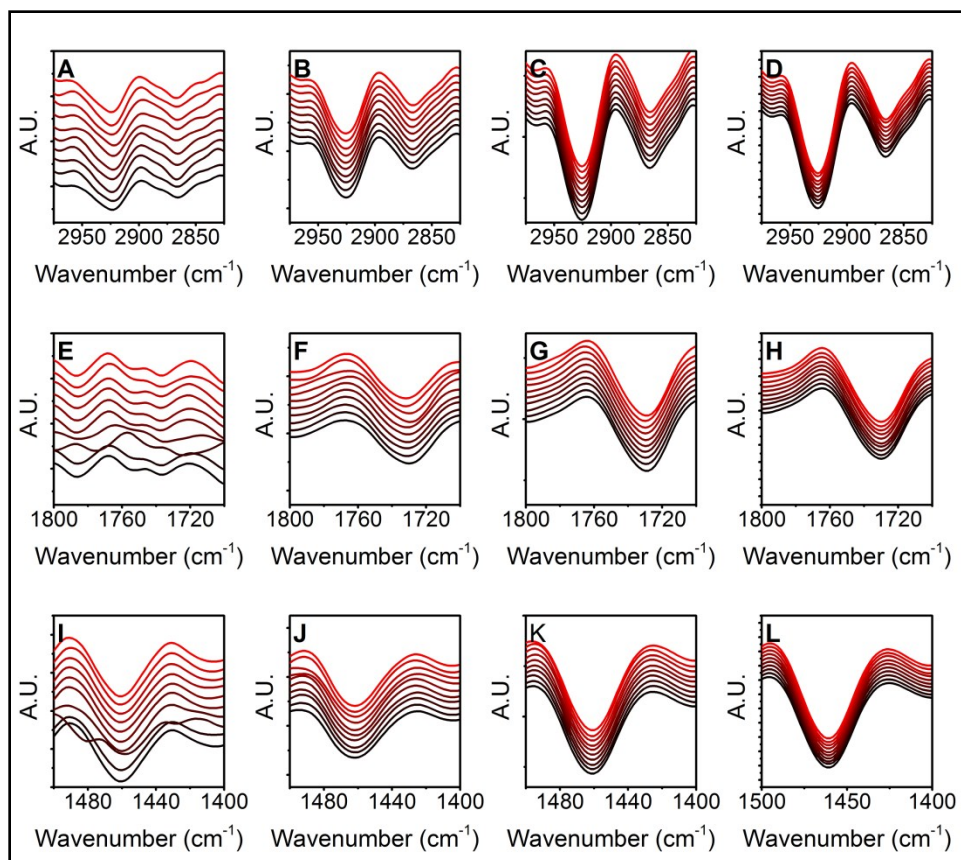 A B C D
A.U. A.U. A.U. A.U.
2950 2900 2850 2950 2900 2850 2950 2900 2850 2950 2900 2850
Wavenumber (cm-1) Wavenumber (cm-1) Wavenumber (cm-1) Wavenumber (cm-1)
E F G H
A.U. A.U. A.U. A.U.
1800 1760 1720 1800 1760 1720 1800 1760 1720 1800 1760 1720
Wavenumber (cm-1) Wavenumber (cm-1) Wavenumber (cm-1) Wavenumber (cm-1)
I J K L
A.U. A.U. A.U. A.U.
1480 1440 1400 1480 1440 1400 1480 1440 1400 1500 1450 1400
Wavenumber (cm-1) Wavenumber (cm-1) Wavenumber (cm-1) Wavenumber (cm-1)